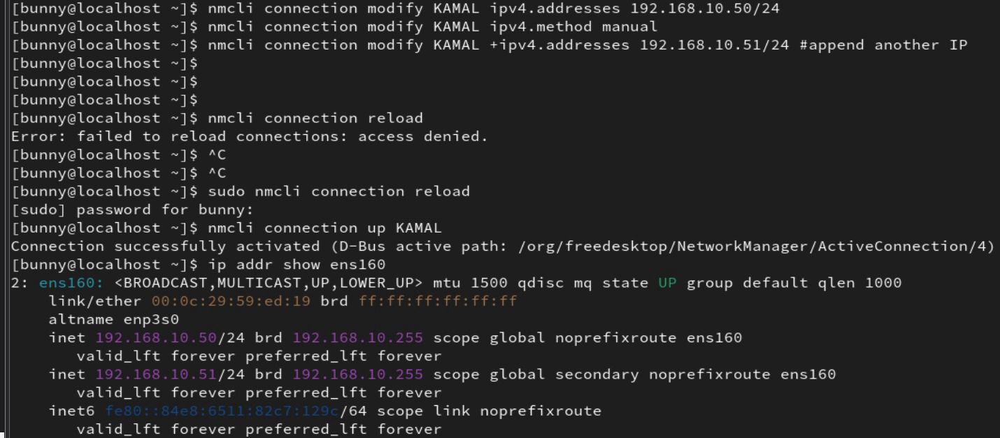 [bunny@localhost ~]$ nmcli connection modify KAMAL ipv4.addresses 192.168.10.50/24
[bunny@localhost ~]$ nmcli connection modify KAMAL ipv4.method manual
[bunny@localhost ~]$ nmcli connection modify KAMAL +ipv4.addresses 192.168.10.51/24 #append another IP
[bunny@localhost ~]$
[bunny@localhost ~]$
[bunny@localhost ~]$
[bunny@localhost ~]$ nmcli connection reload
Error: failed to reload connections: access denied.
[bunny@localhost ~]$ ^C
[bunny@localhost ~]$ ^C
[bunny@localhost ~]$ sudo nmcli connection reload
[sudo] password for bunny:
[bunny@localhost ~]$ nmcli connection up KAMAL
Connection successfully activated (D-Bus active path: /org/freedesktop/NetworkManager/ActiveConnection/4)
[bunny@localhost ~]$ ip addr show ens160
2: ens160: <BROADCAST,MULTICAST,UP,LOWER_UP> mtu 1500 qdisc mq state UP group default qlen 1000
    link/ether 00:0c:29:59:ed:19 brd ff:ff:ff:ff:ff:ff
    altname enp3s0
    inet 192.168.10.50/24 brd 192.168.10.255 scope global noprefixroute ens160
       valid_lft forever preferred_lft forever
    inet 192.168.10.51/24 brd 192.168.10.255 scope global secondary noprefixroute ens160
       valid_lft forever preferred_lft forever
    inet6 fe80::84e8:6511:82c7:129c/64 scope link noprefixroute
       valid_lft forever preferred_lft forever